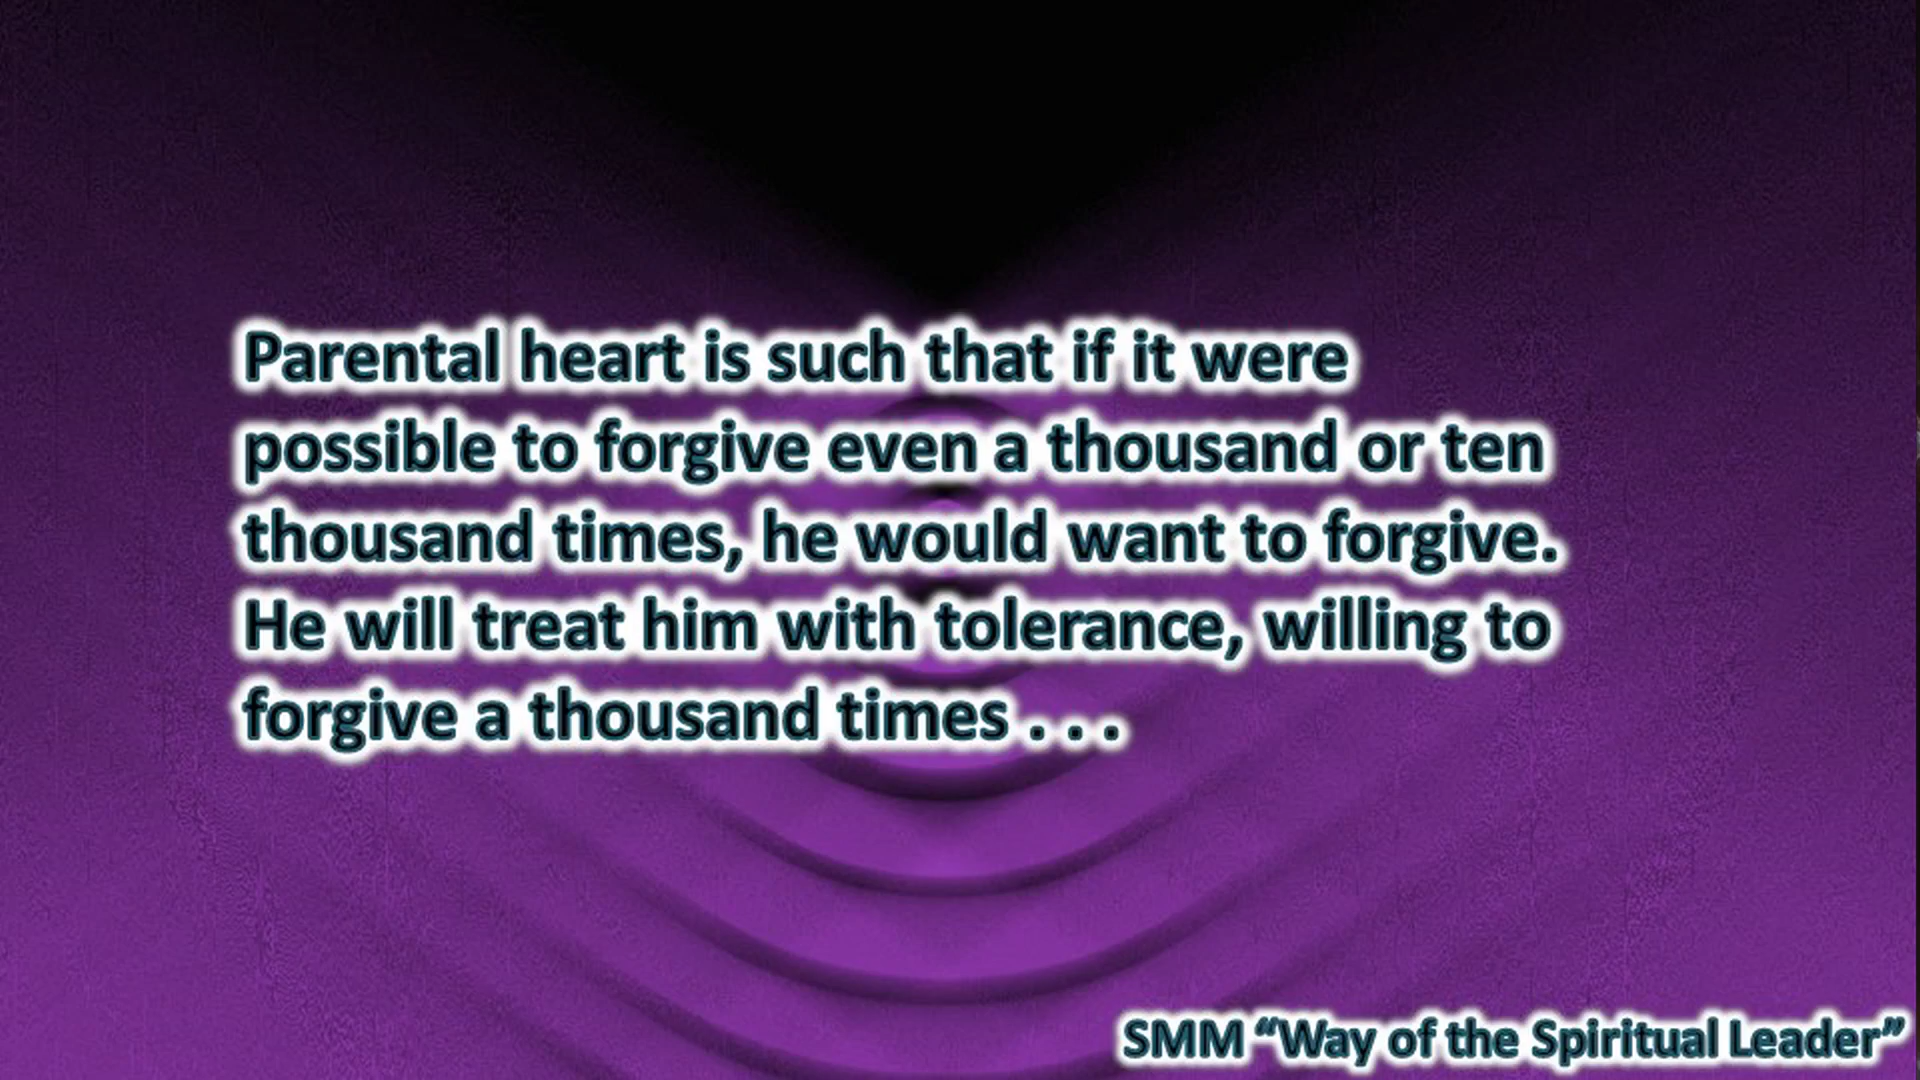 Parental heart is such that if it were
possible to forgive even a thousand or ten
thousand times, he would want to forgive.
He will treat him with tolerance, willing to
forgive a thousand times . . .
SMM “Way of the Spiritual Leader”